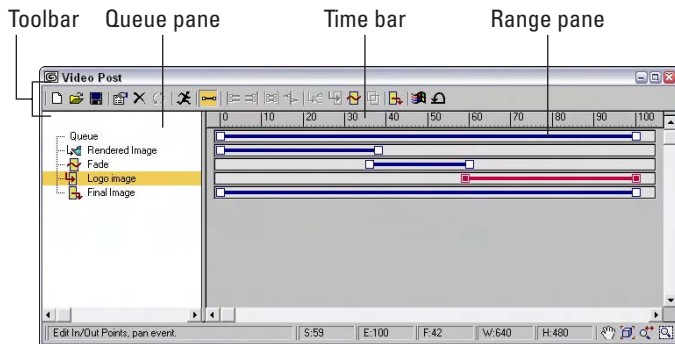 Toolbar Queue pane Time bar Range pane
Video Post
0 10 20 30 40 50 60 70 80 90 100
Queue
Rendered Image
Fade
Logo image
Final Image
Edit In/Out Points, pan event. S:59 E:100 F:42 W:640 H:480